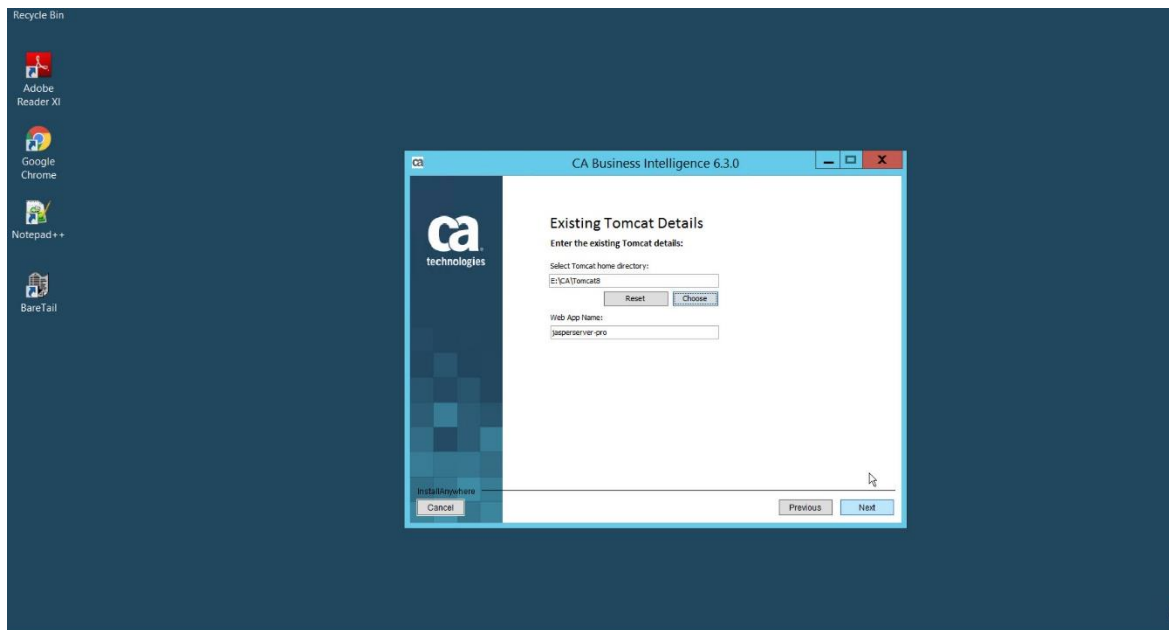 Recycle Bin
Adobe
Reader XI
Google
Chrome
Notepad++
BareTail
ca
CA Business Intelligence 6.3.0
X
ca
technologies
Existing Tomcat Details
Enter the existing Tomcat details:
Select Tomcat home directory:
E:\CA\Tomcat8
Reset
Choose
Web App Name:
jasperserver-pro
InstallAnywhere
Cancel
Previous
Next